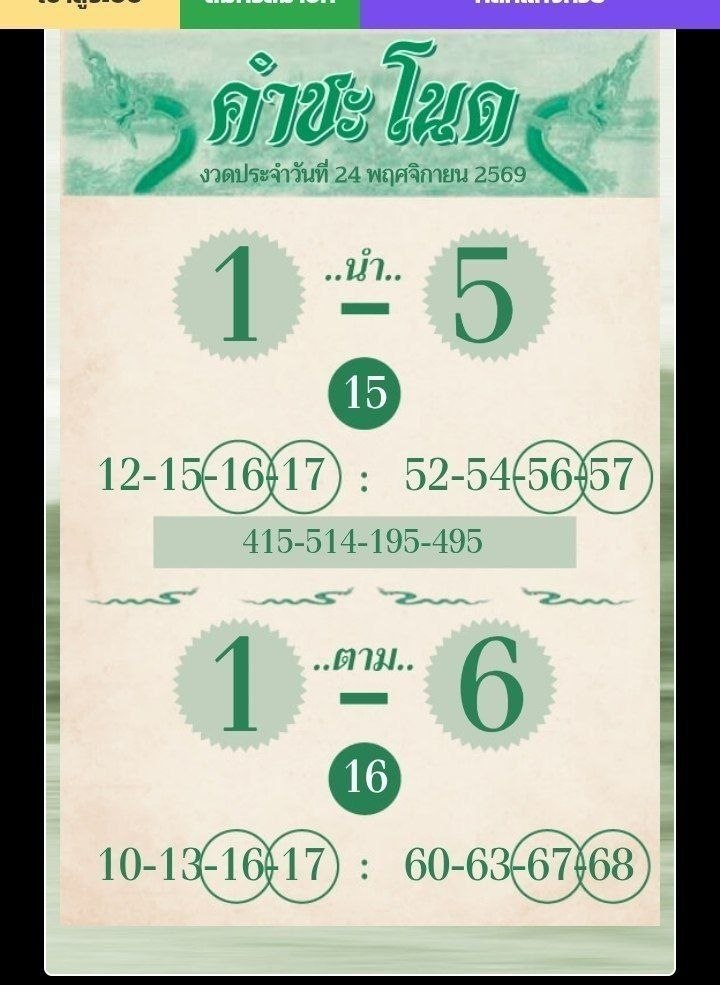 คำชะโนด
งวดประจำวันที่ 24 พฤศจิกายน 2569
1 ..นำ.. - 5
15
12-15-16-17 : 52-54-56-57
415-514-195-495
1 ..ตาม.. - 6
16
10-13-16-17 : 60-63-67-68